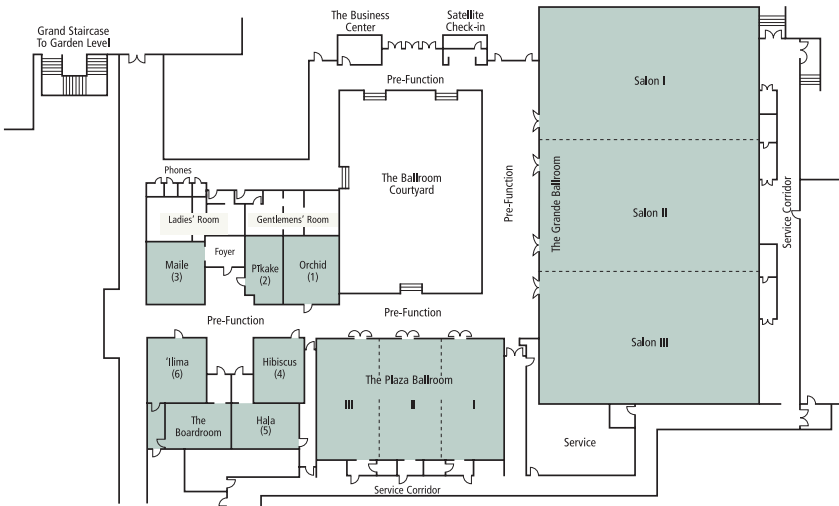 Grand Staircase
To Garden Level
The Business
Center
Satellite
Check-in
Pre-Function
Salon I
The Ballroom
Courtyard
Pre-Function
The Grande Ballroom
Salon II
Service Corridor
Phones
Ladies' Room
Gentlemens' Room
Foyer
Maile
(3)
PTkake
(2)
Orchid
(1)
Pre-Function
Pre-Function
Salon III
'Ilima
(6)
Hibiscus
(4)
The Plaza Ballroom
III
II
I
The
Boardroom
Hala
(5)
Service
Service Corridor